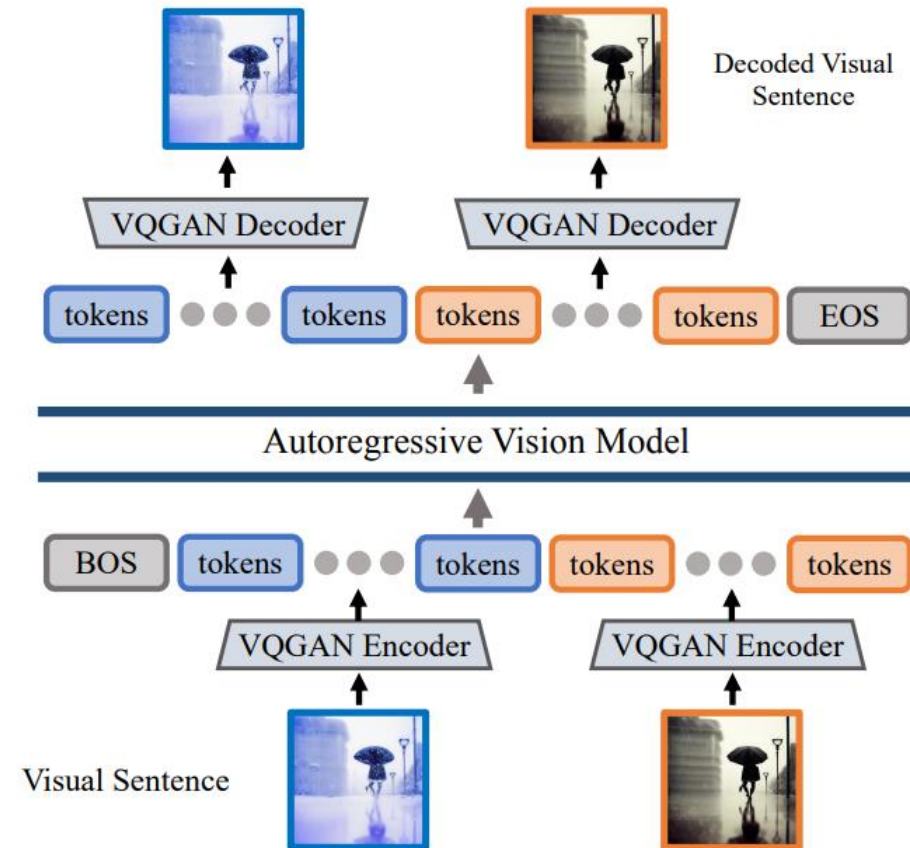 Decoded Visual
Sentence
VQGAN Decoder VQGAN Decoder
tokens tokens tokens tokens EOS
Autoregressive Vision Model
BOS tokens tokens tokens tokens
VQGAN Encoder VQGAN Encoder
Visual Sentence